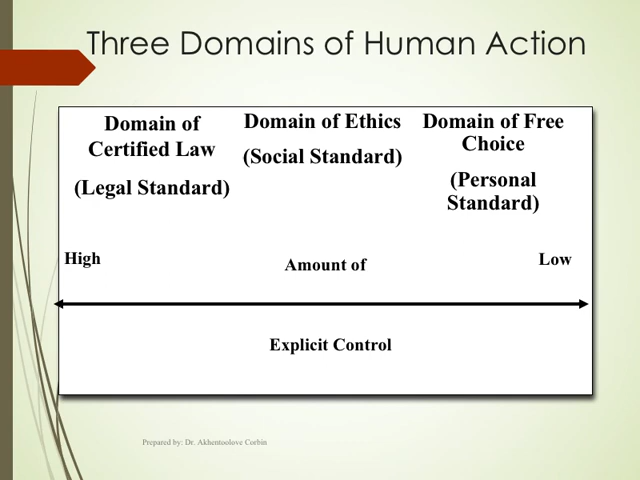 Three Domains of Human Action
Domain of
Certified Law
(Legal Standard)
Domain of Ethics
(Social Standard)
Domain of Free
Choice
(Personal
Standard)
High
Amount of
Low
Explicit Control
Prepared by: Dr. Akhentoolove Corbin